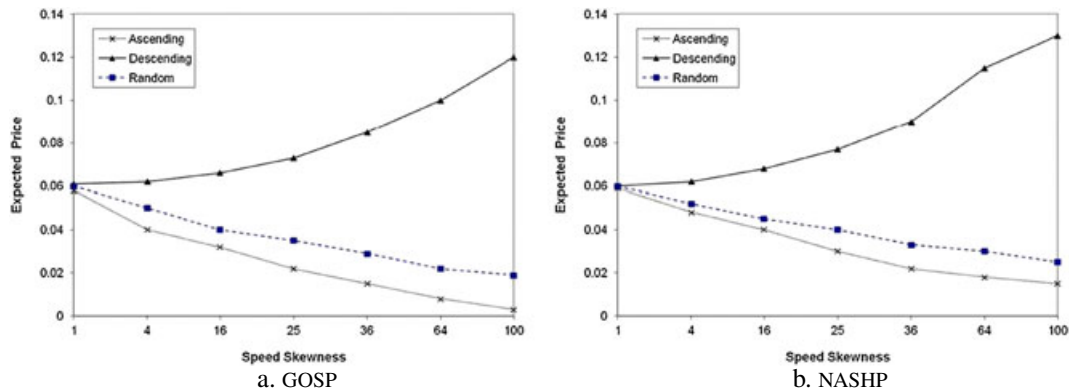 0.14
0.12
0.1
0.08
0.06
0.04
0.02
0
Expected Price
Ascending
Descending
Random
1 4 16 25 36 64 100
Speed Skewness
a. GOSP
0.14
0.12
0.1
0.08
0.06
0.04
0.02
0
Expected Price
Ascending
Descending
Random
1 4 16 25 36 64 100
Speed Skewness
b. NASHP